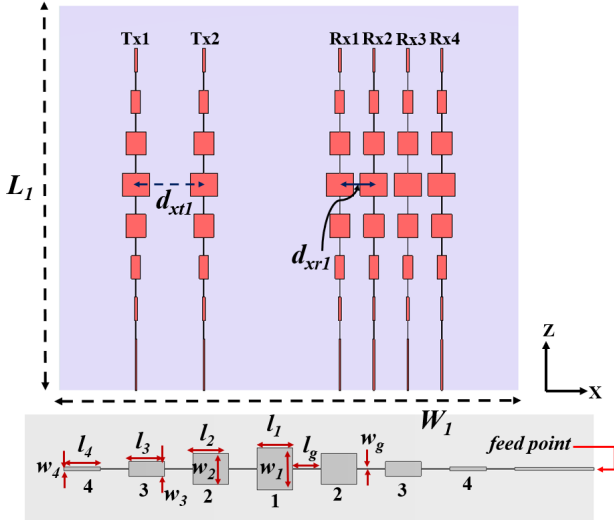 Tx1 Tx2 Rx1 Rx2 Rx3 Rx4
L1
dxt1
dxr1
Z
X
W1
l4 l3 l2 l1 lg wg feed point
w4 w3 w2 w1
4 3 2 1 2 3 4